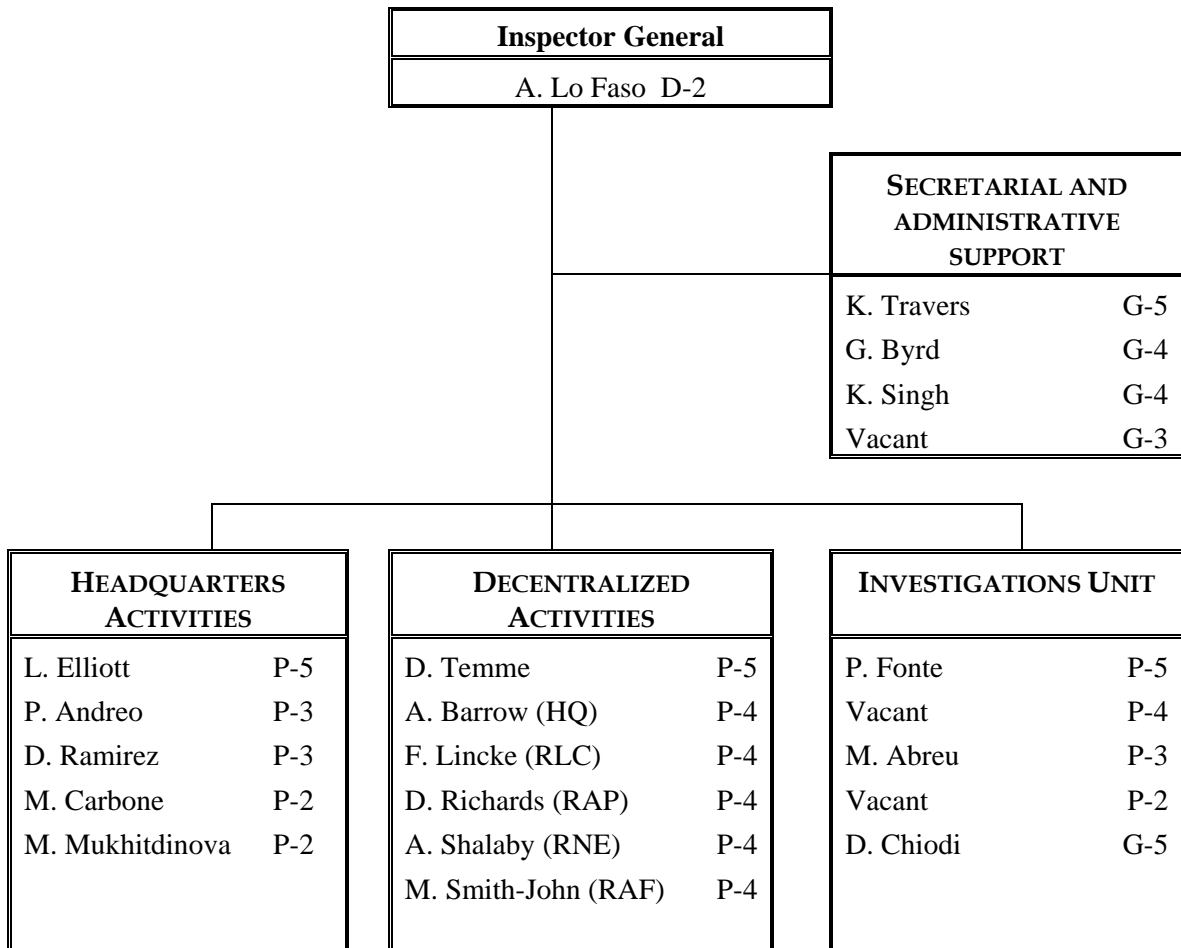 Inspector General
A. Lo Faso D-2
SECRETARIAL AND
ADMINISTRATIVE
SUPPORT
K. Travers G-5
G. Byrd G-4
K. Singh G-4
Vacant G-3
HEADQUARTERS
ACTIVITIES
L. Elliott P-5
P. Andreo P-3
D. Ramirez P-3
M. Carbone P-2
M. Mukhitdinova P-2
DECENTRALIZED
ACTIVITIES
D. Temme P-5
A. Barrow (HQ) P-4
F. Lincke (RLC) P-4
D. Richards (RAP) P-4
A. Shalaby (RNE) P-4
M. Smith-John (RAF) P-4
INVESTIGATIONS UNIT
P. Fonte P-5
Vacant P-4
M. Abreu P-3
Vacant P-2
D. Chiodi G-5